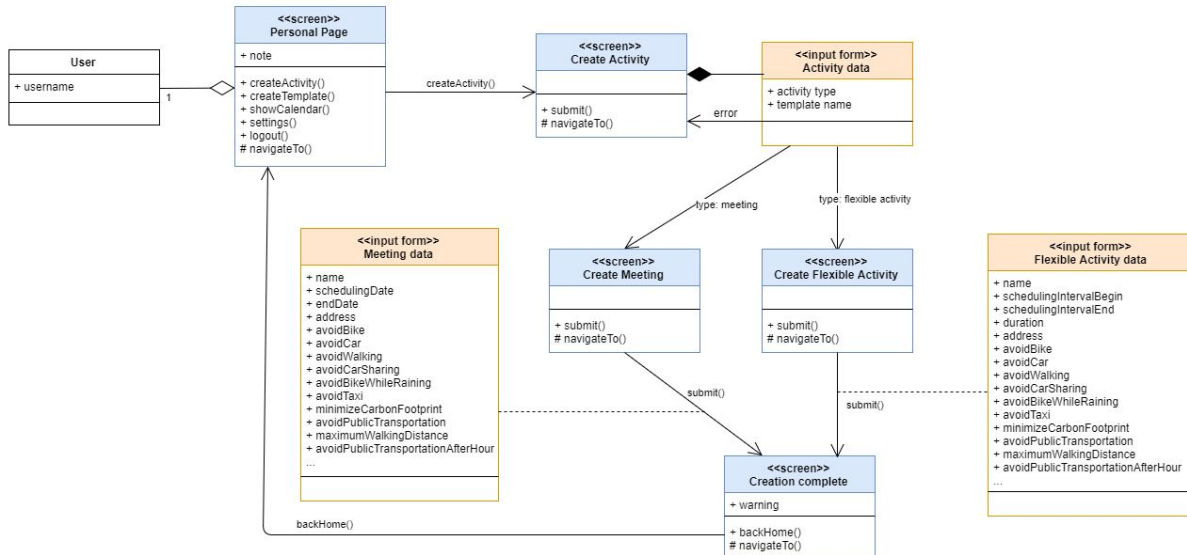 User
+ username
1
<<screen>>
Personal Page
+ note
+ createActivity()
+ createTemplate()
+ showCalendar()
+ settings()
+ logout()
# navigateTo()
createActivity()
<<screen>>
Create Activity
+ submit()
# navigateTo()
<<input form>>
Activity data
+ activity type
+ template name
error
type: meeting
type: flexible activity
<<input form>>
Meeting data
+ name
+ schedulingDate
+ endDate
+ address
+ avoidBike
+ avoidCar
+ avoidWalking
+ avoidCarSharing
+ avoidBikeWhileRaining
+ avoidTaxi
+ minimizeCarbonFootprint
+ avoidPublicTransportation
+ maximumWalkingDistance
+ avoidPublicTransportationAfterHour
...
<<screen>>
Create Meeting
+ submit()
# navigateTo()
<<screen>>
Create Flexible Activity
+ submit()
# navigateTo()
<<input form>>
Flexible Activity data
+ name
+ schedulingIntervalBegin
+ schedulingIntervalEnd
+ duration
+ address
+ avoidBike
+ avoidCar
+ avoidWalking
+ avoidCarSharing
+ avoidBikeWhileRaining
+ avoidTaxi
+ minimizeCarbonFootprint
+ avoidPublicTransportation
+ maximumWalkingDistance
+ avoidPublicTransportationAfterHour
...
submit()
submit()
<<screen>>
Creation complete
+ warning
+ backHome()
# navigateTo()
backHome()